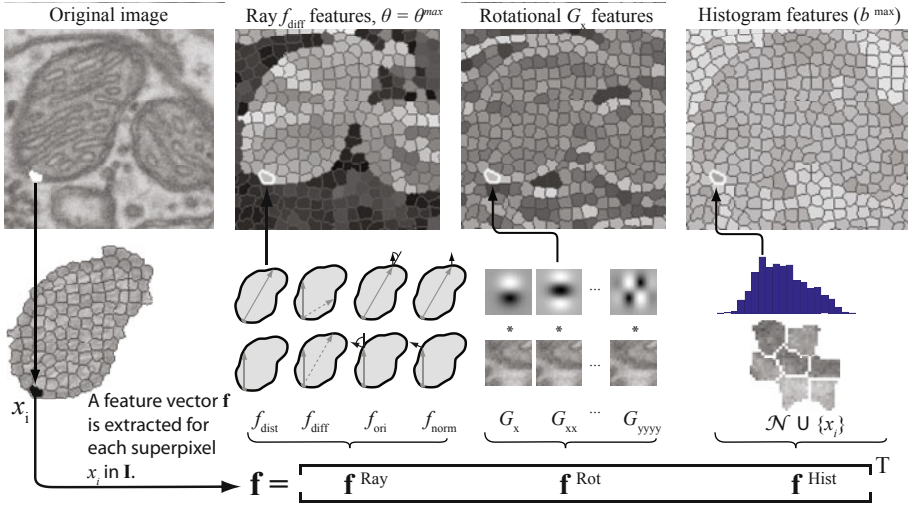 Original image
Ray f_diff features, θ = θ^max
Rotational G_x features
Histogram features (b^max)
x_i
A feature vector f
is extracted for
each superpixel
x_i in I.
γ
... 
* * *
...
f_dist f_diff f_ori f_norm
G_x G_xx ... G_yyyy
𝒩 ∪ {x_i}
f = [ f^Ray f^Rot f^Hist ]^T